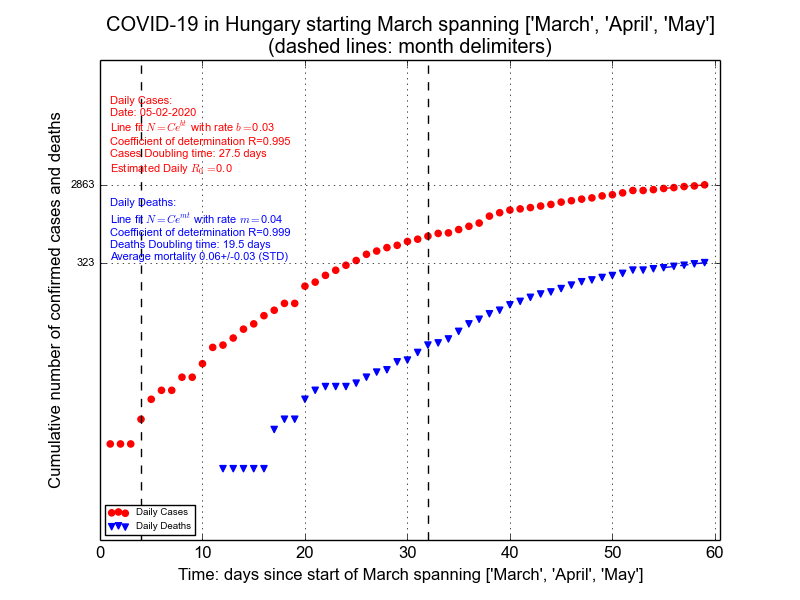 COVID-19 in Hungary starting March spanning ['March', 'April', 'May']
(dashed lines: month delimiters)
Daily Cases:
Date: 05-02-2020
Line fit N = Ce^{bt} with rate b =0.03
Coefficient of determination R=0.995
Cases Doubling time: 27.5 days
Estimated Daily R_0 =0.0
Daily Deaths:
Line fit N = Ce^{mt} with rate m =0.04
Coefficient of determination R=0.999
Deaths Doubling time: 19.5 days
Average mortality 0.06+/-0.03 (STD)
2863
323
Cumulative number of confirmed cases and deaths
Daily Cases
Daily Deaths
0 10 20 30 40 50 60
Time: days since start of March spanning ['March', 'April', 'May']